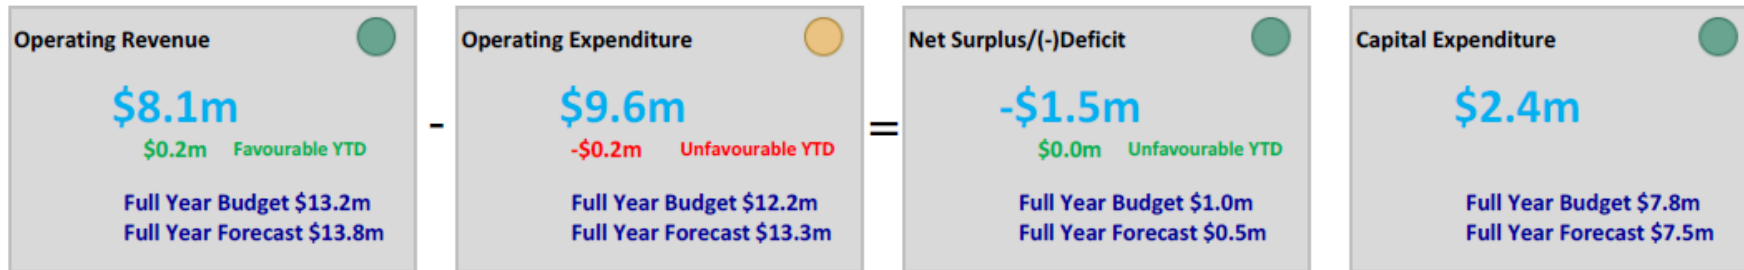 Operating Revenue
$8.1m
$0.2m Favourable YTD
Full Year Budget $13.2m
Full Year Forecast $13.8m
-
Operating Expenditure
$9.6m
-$0.2m Unfavourable YTD
Full Year Budget $12.2m
Full Year Forecast $13.3m
=
Net Surplus/(-)Deficit
-$1.5m
$0.0m Unfavourable YTD
Full Year Budget $1.0m
Full Year Forecast $0.5m
Capital Expenditure
$2.4m
Full Year Budget $7.8m
Full Year Forecast $7.5m